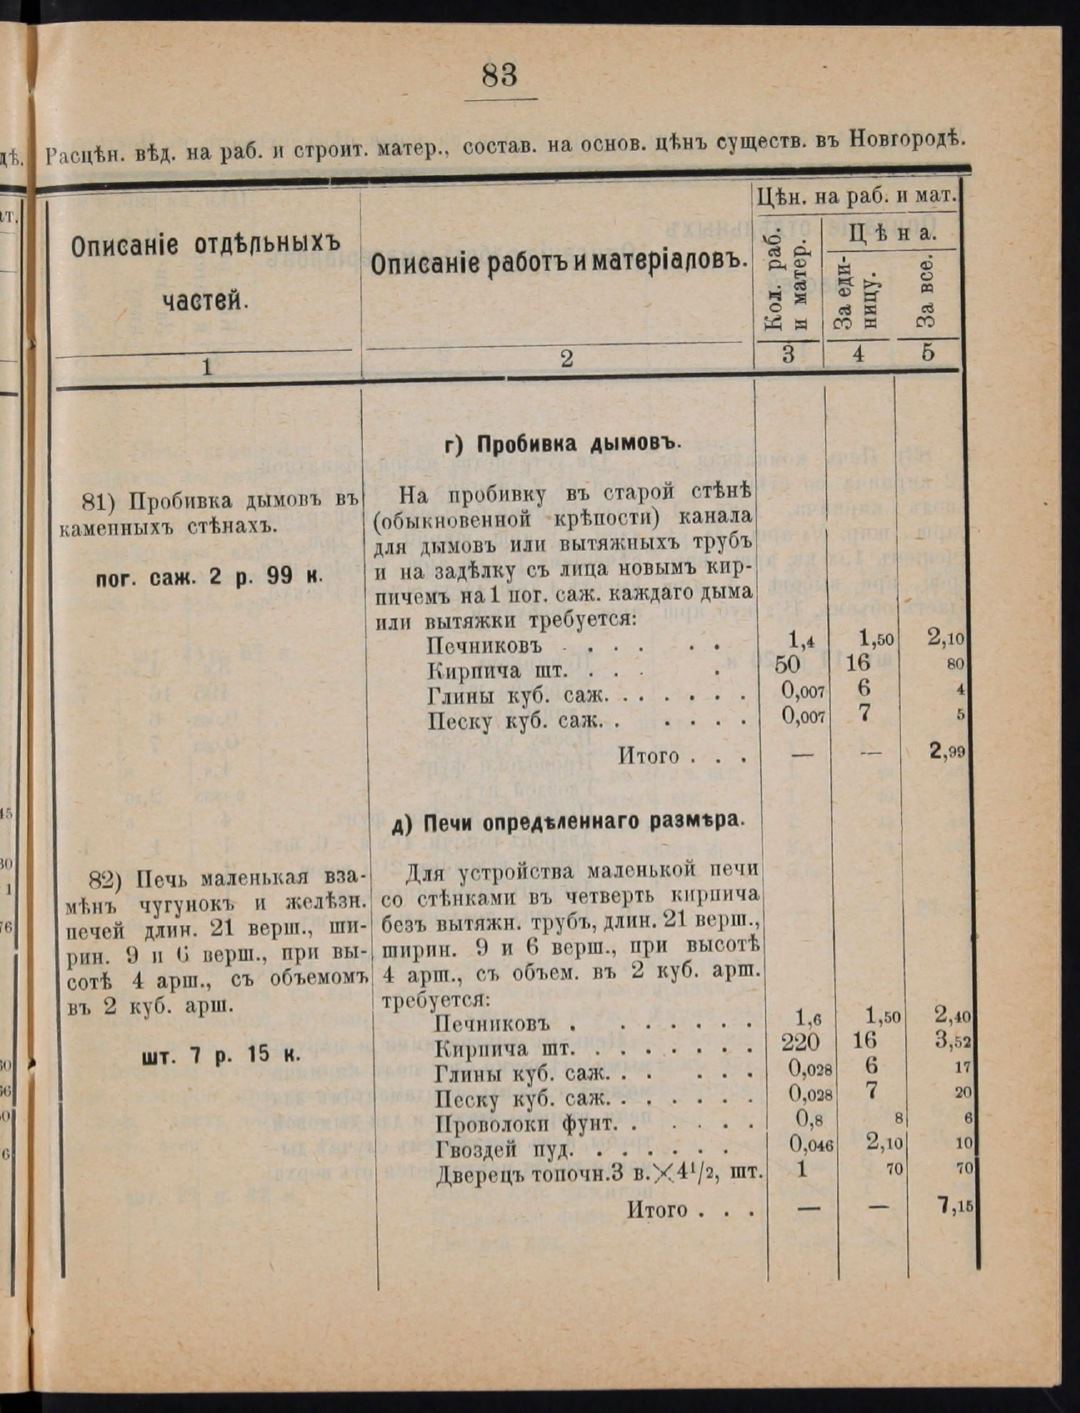 83
Расцѣн. вѣд. на раб. и строит. матер., состав. на основ. цѣнъ существ. въ Новгородѣ.
Описаніе отдѣльныхъ
частей.
Описаніе работъ и матеріаловъ.
Цѣн. на раб. и мат.
Кол. раб.
и матер.
Цѣна.
За еди-
ницу.
За все.
1 2 3 4 5
г) Пробивка дымовъ.
81) Пробивка дымовъ въ
каменныхъ стѣнахъ.
пог. саж. 2 р. 99 к.
На пробивку въ старой стѣнѣ
(обыкновенной крѣпости) канала
для дымовъ или вытяжныхъ трубъ
и на задѣлку съ лица новымъ кир-
пичемъ на 1 пог. саж. каждаго дыма
или вытяжки требуется:
Печниковъ . . . . . 1,4 1,50 2,10
Кирпича шт. . . . . 50 16 80
Глины куб. саж. . . . . . . 0,007 6 4
Песку куб. саж. . . . . . 0,007 7 5
Итого . . . — — 2,99
д) Печи опредѣленнаго размѣра.
82) Печь маленькая вза-
мѣнъ чугунокъ и желѣзн.
печей длин. 21 верш., ши-
рин. 9 и 6 верш., при вы-
сотѣ 4 арш., съ объемомъ
въ 2 куб. арш.
шт. 7 р. 15 к.
Для устройства маленькой печи
со стѣнками въ четверть кирпича
безъ вытяжн. трубъ, длин. 21 верш.,
ширин. 9 и 6 верш., при высотѣ
4 арш., съ объем. въ 2 куб. арш.
требуется:
Печниковъ . . . . . . . 1,6 1,50 2,40
Кирпича шт. . . . . . . . 220 16 3,52
Глины куб. саж. . . . . . 0,028 6 17
Песку куб. саж. . . . . . . 0,028 7 20
Проволоки фунт. . . . . . . 0,8 8 6
Гвоздей пуд. . . . . . . 0,046 2,10 10
Дверецъ топочн. 3 в.×4¹/2, шт. 1 70 70
Итого . . . — — 7,15